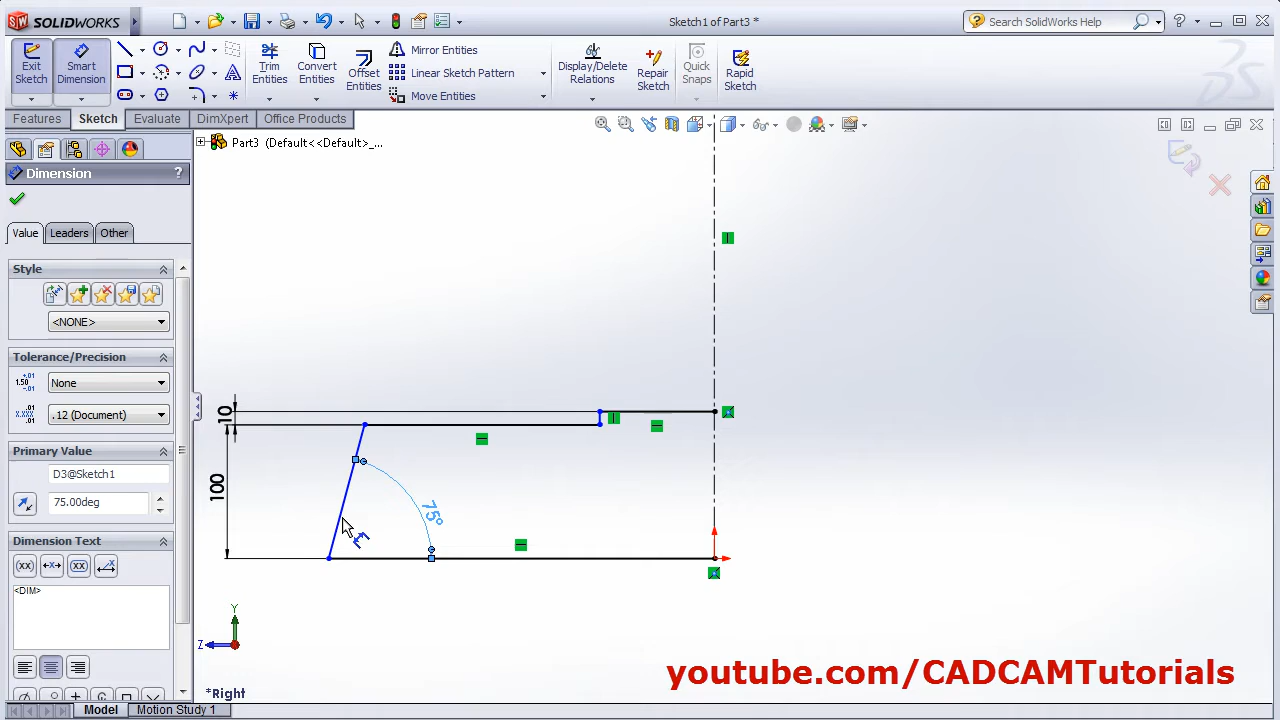 SOLIDWORKS
Sketch1 of Part3 *
Search SolidWorks Help
Exit Sketch
Smart Dimension
Trim Entities
Convert Entities
Offset Entities
Mirror Entities
Linear Sketch Pattern
Move Entities
Display/Delete Relations
Repair Sketch
Quick Snaps
Rapid Sketch
Features
Sketch
Evaluate
DimXpert
Office Products
Part3 (Default<<Default>_...
Dimension
?
Value
Leaders
Other
Style
<NONE>
Tolerance/Precision
None
.12 (Document)
Primary Value
D3@Sketch1
75.00deg
Dimension Text
<DIM>
10
100
75°
Y
Z
*Right
youtube.com/CADCAMTutorials
Model
Motion Study 1